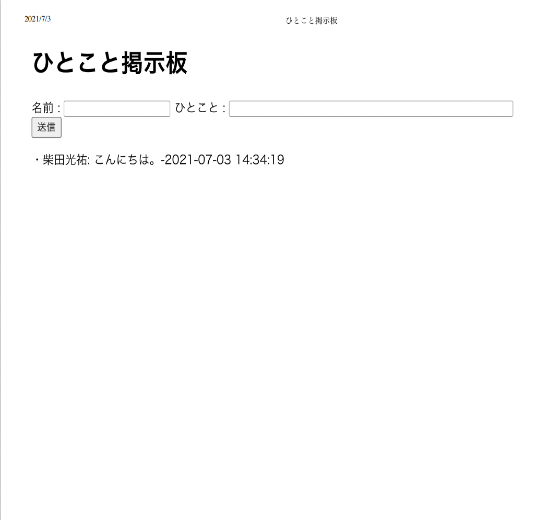 2021/7/3 ひとこと掲示板
ひとこと掲示板
名前 : ひとこと :
送信
・柴田光祐: こんにちは。-2021-07-03 14:34:19